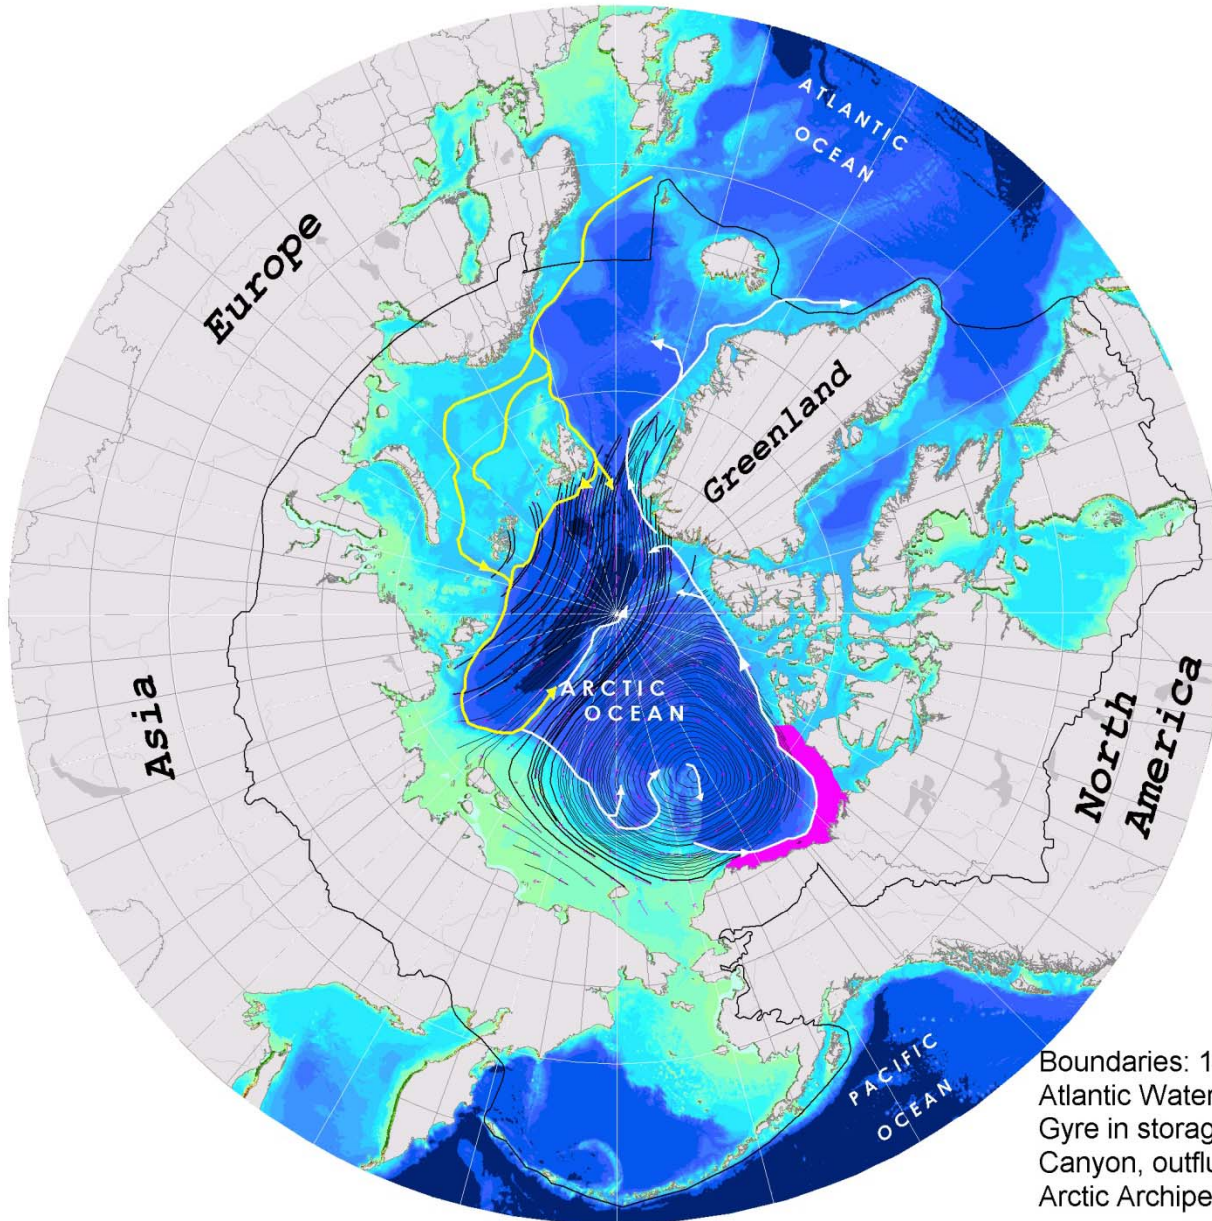 ATLANTIC
OCEAN
Europe
Greenland
Asia
ARCTIC
OCEAN
North
America
PACIFIC
OCEAN
Boundaries: 1
Atlantic Water
Gyre in storag
Canyon, outflu
Arctic Archipe